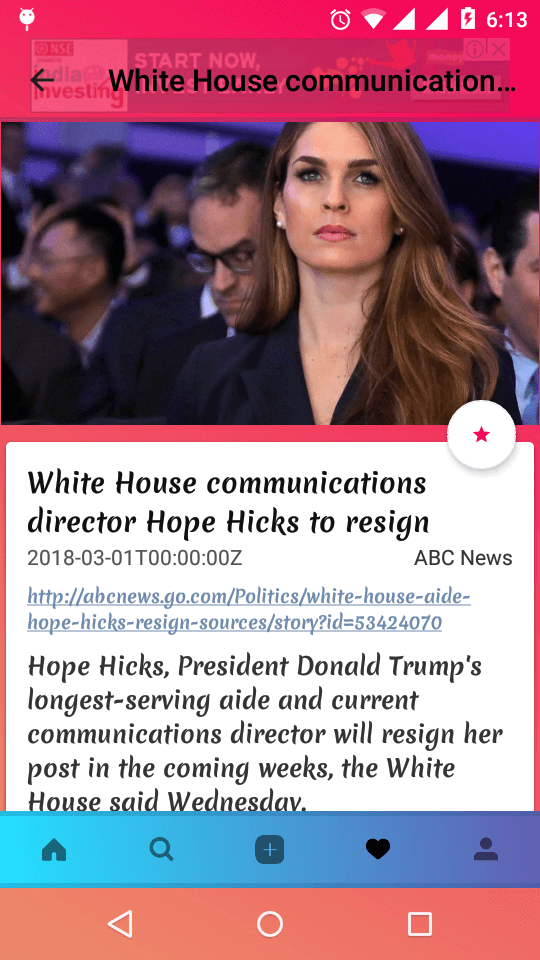 6:13
NSE
START NOW,
india
investing
White House communication...
White House communications
director Hope Hicks to resign
2018-03-01T00:00:00Z
ABC News
http://abcnews.go.com/Politics/white-house-aide-
hope-hicks-resign-sources/story?id=53424070
Hope Hicks, President Donald Trump's
longest-serving aide and current
communications director will resign her
post in the coming weeks, the White
House said Wednesday.